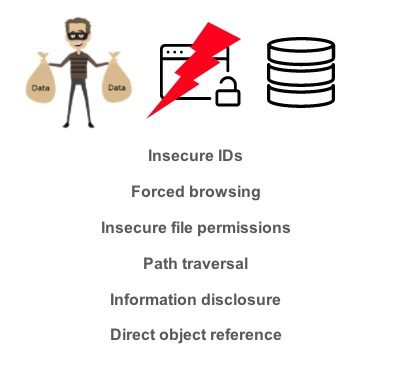 Data
Data
Insecure IDs
Forced browsing
Insecure file permissions
Path traversal
Information disclosure
Direct object reference